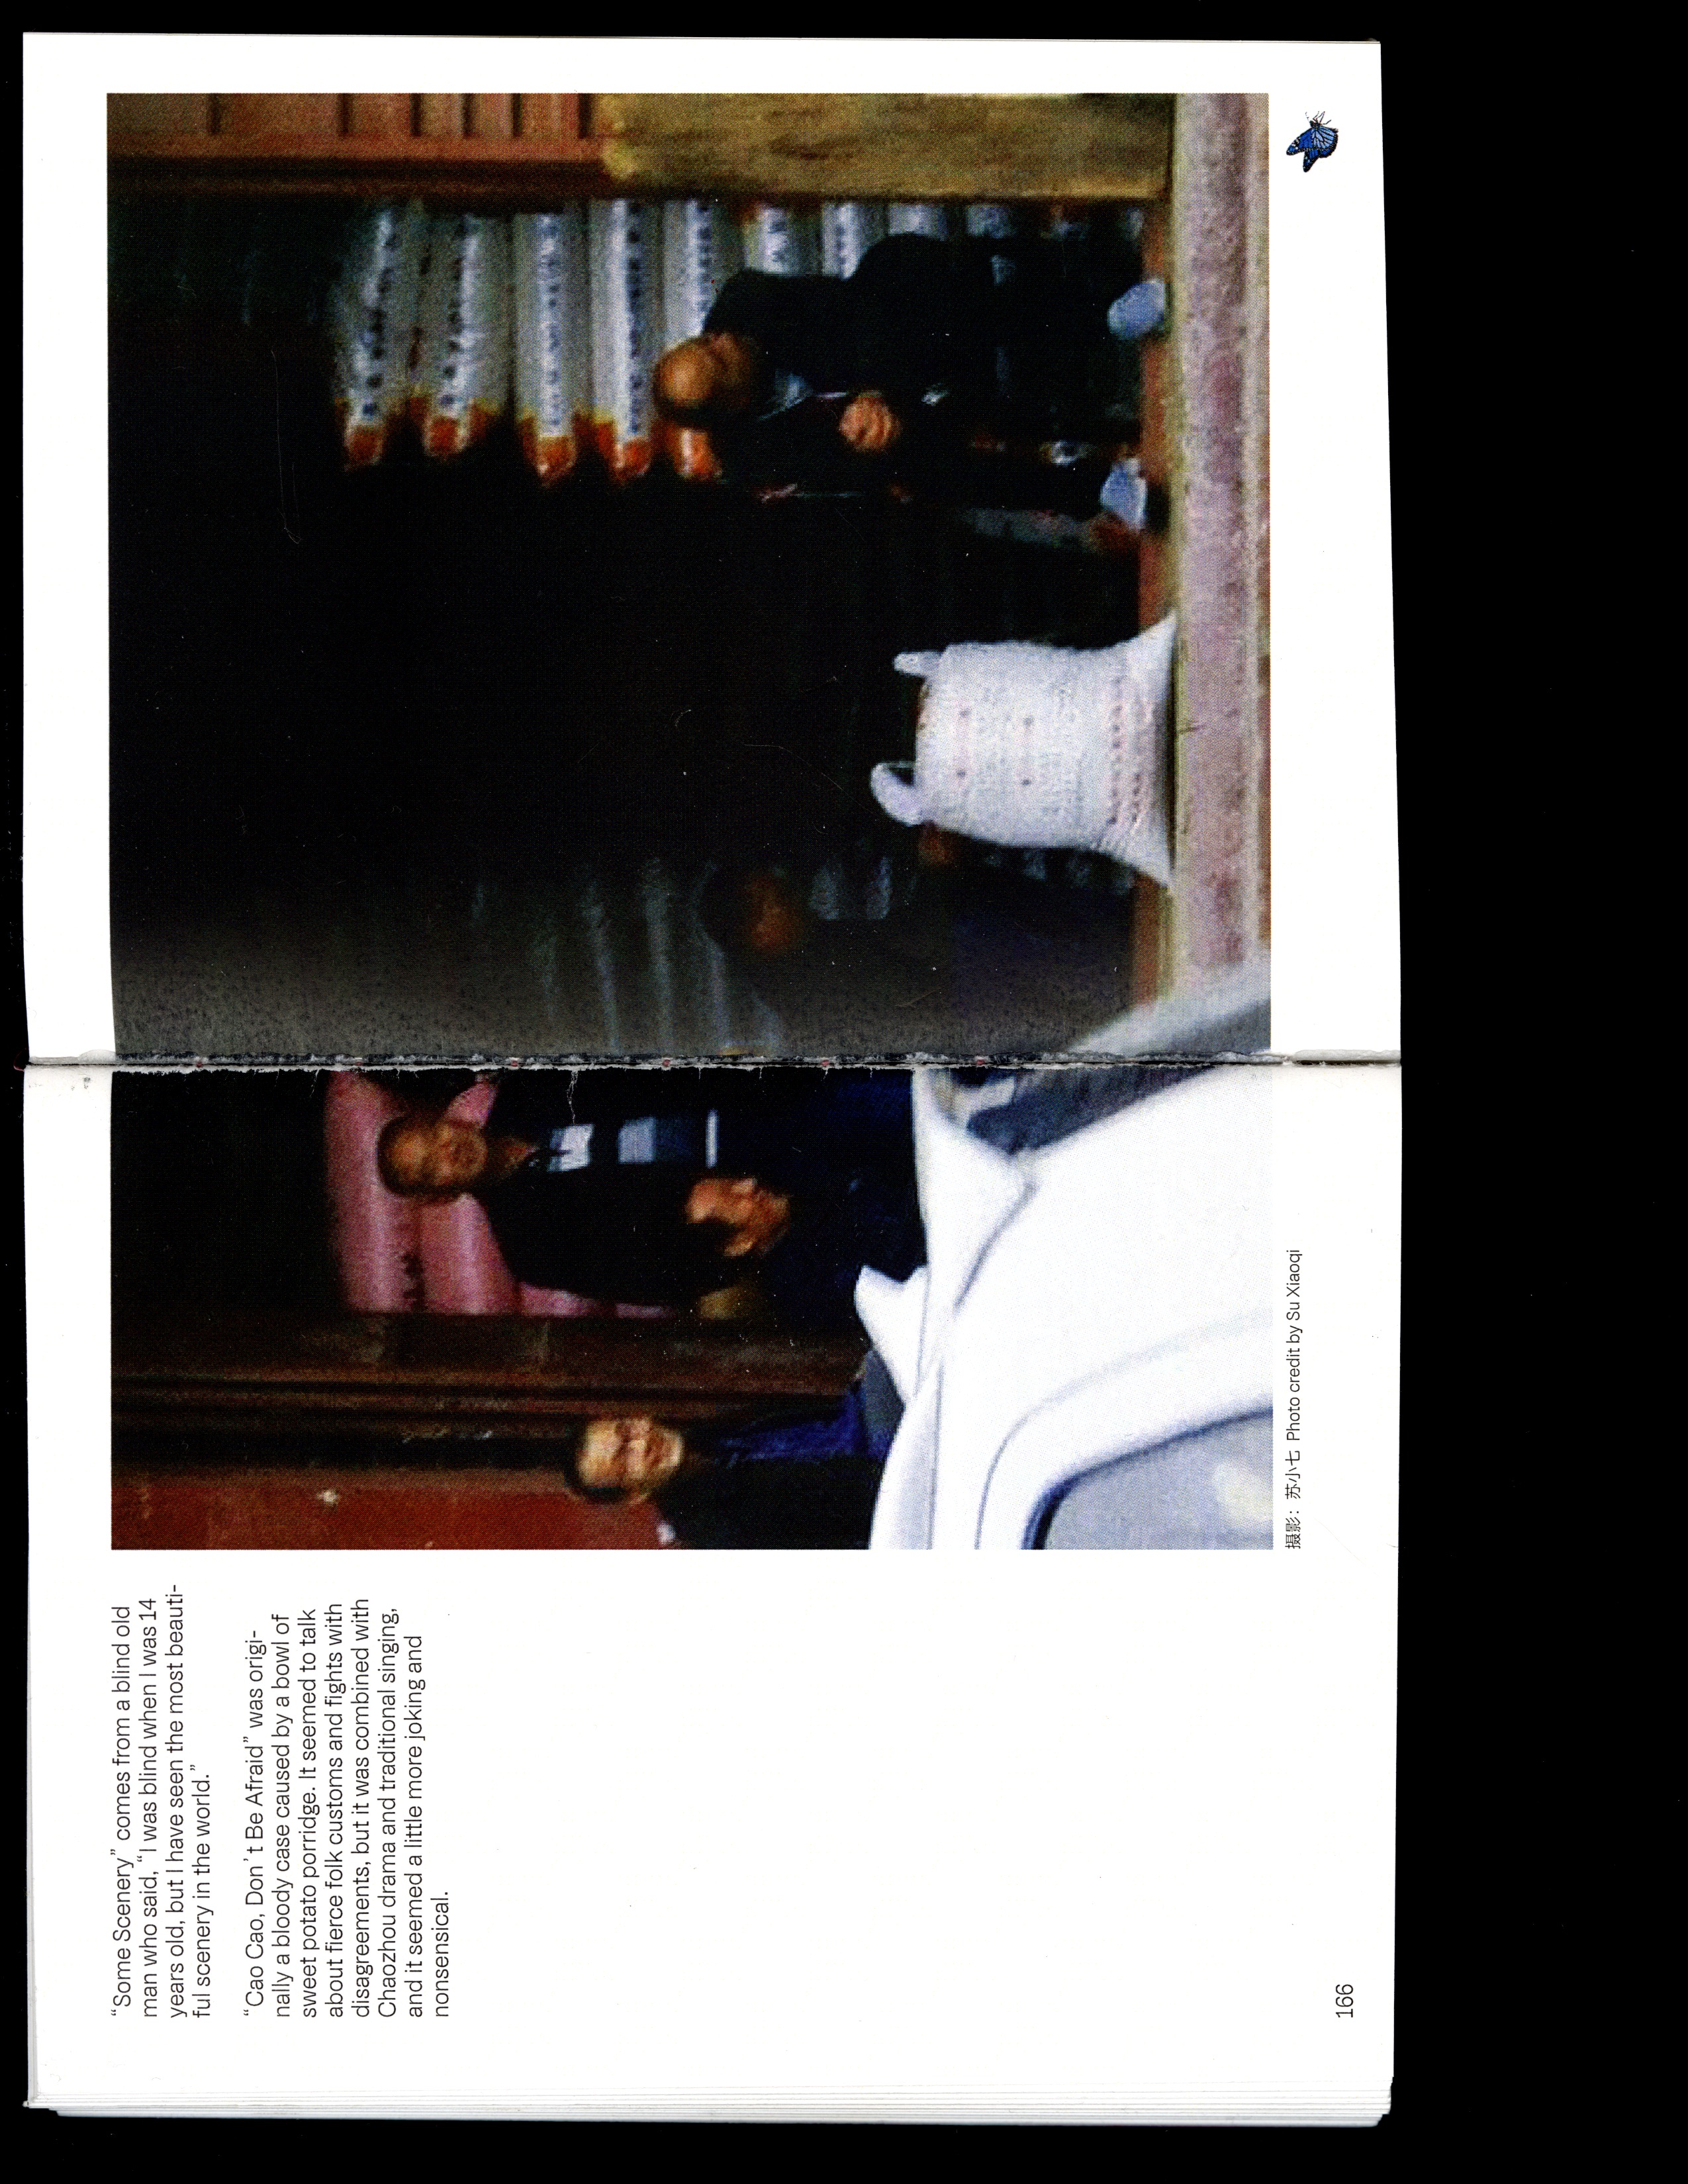 “Some Scenery” comes from a blind old
man who said, “I was blind when I was 14
years old, but I have seen the most beauti-
ful scenery in the world.”
“Cao Cao, Don’t Be Afraid” was origi-
nally a bloody case caused by a bowl of
sweet potato porridge. It seemed to talk
about fierce folk customs and fights with
disagreements, but it was combined with
Chaozhou drama and traditional singing,
and it seemed a little more joking and
nonsensical.
摄影：苏小七 Photo credit by Su Xiaoqi
166